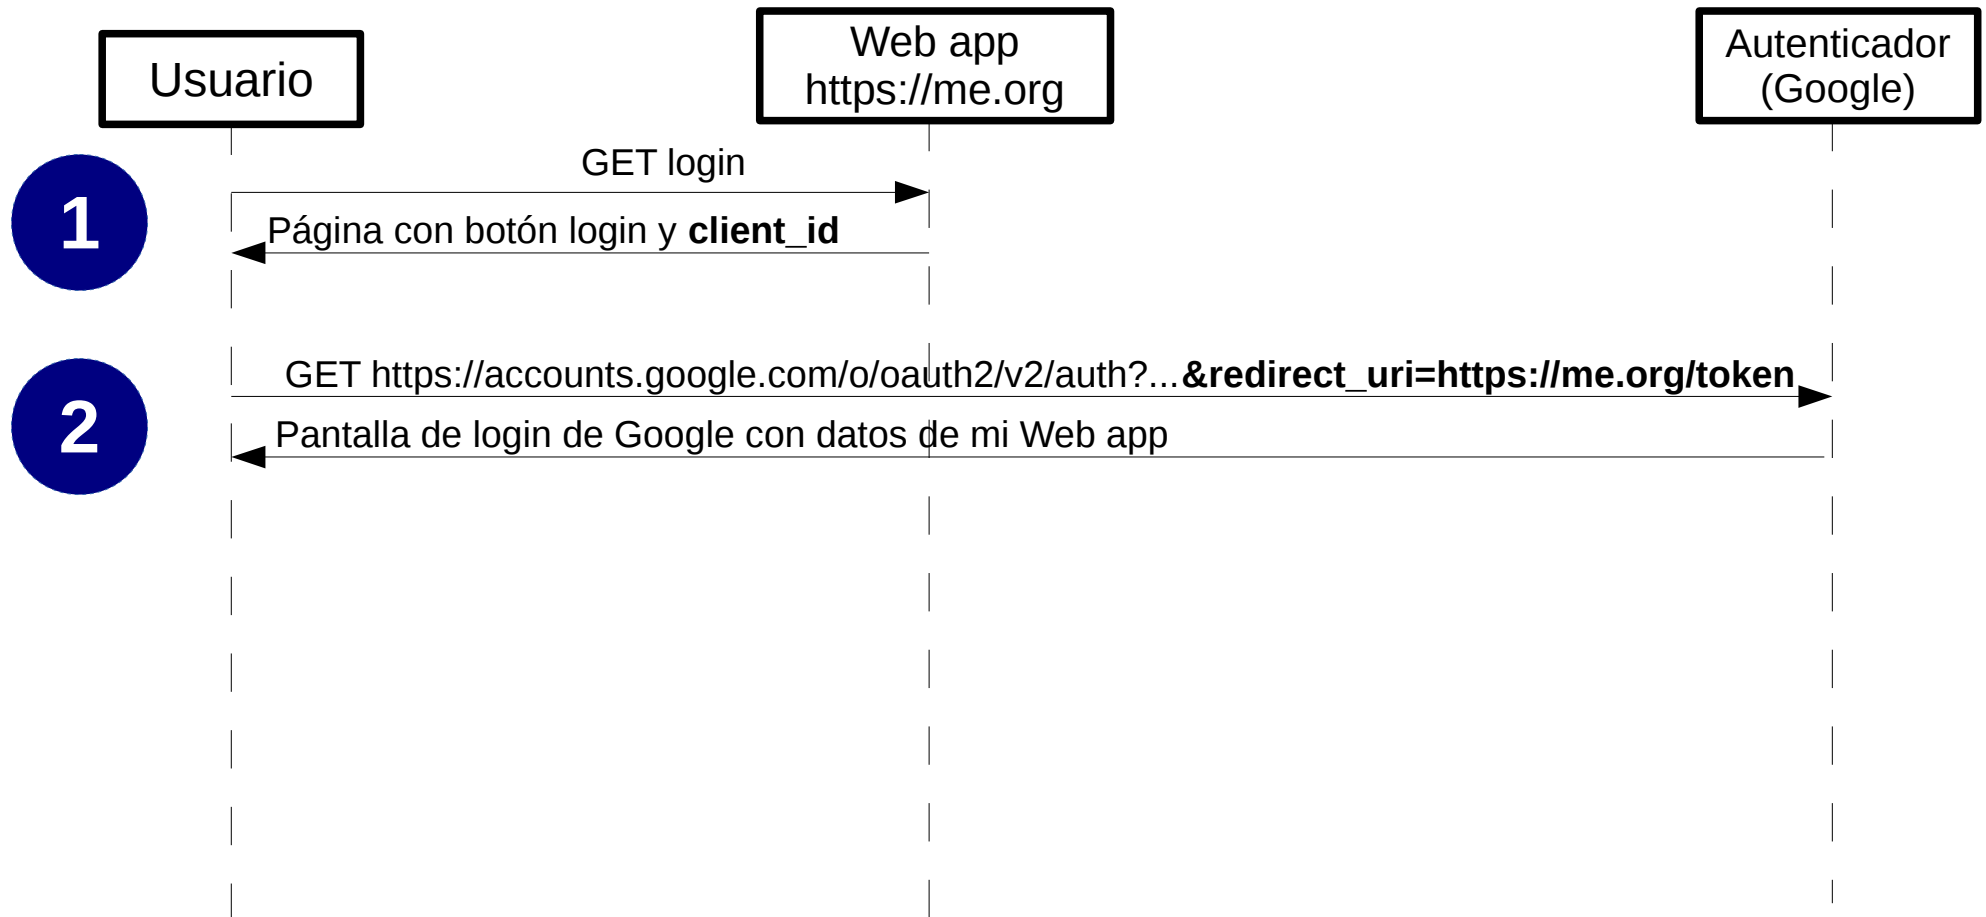 Usuario
Web app
https://me.org
Autenticador
(Google)
1
GET login
Página con botón login y client_id
2
GET https://accounts.google.com/o/oauth2/v2/auth?...&redirect_uri=https://me.org/token
Pantalla de login de Google con datos de mi Web app